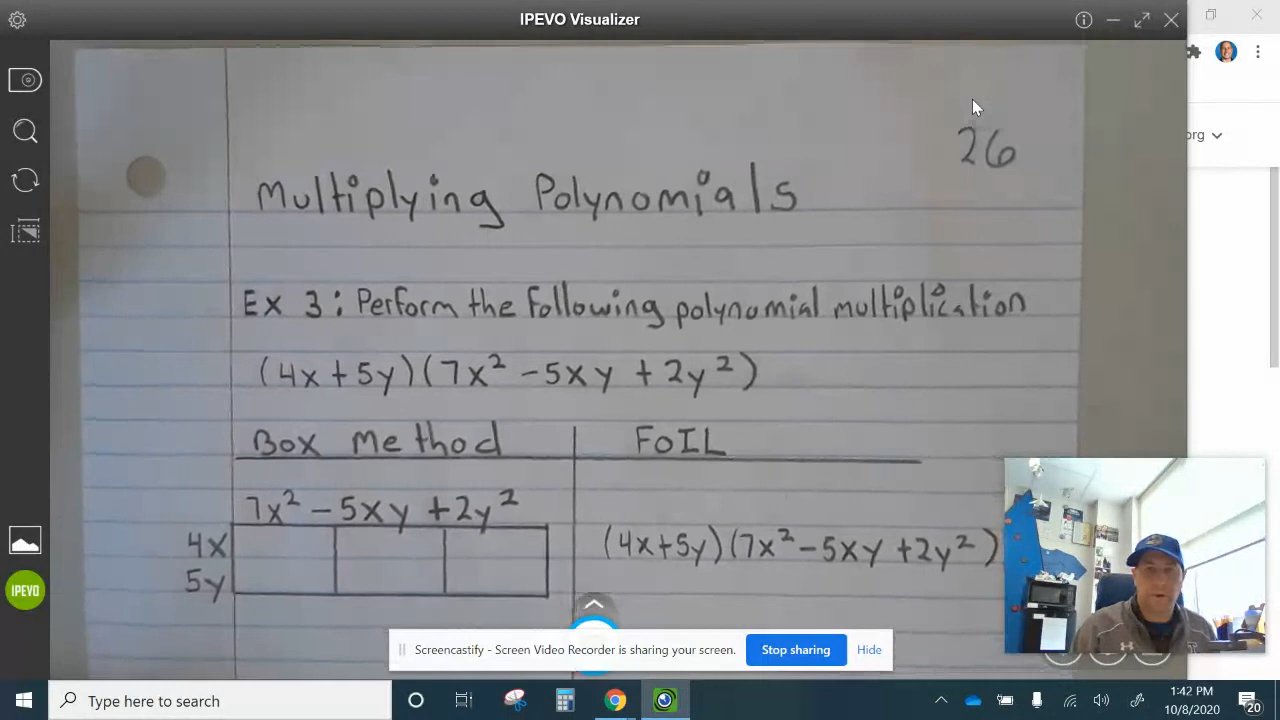 IPEVO Visualizer
26
Multiplying Polynomials
org
Ex 3: Perform the following polynomial multiplication
(4x + 5y)(7x² - 5xy + 2y²)
Box Method
FOIL
7x² - 5xy + 2y²
4x
5y
(4x+5y)(7x² - 5xy + 2y²)
IPEVO
Screencastify - Screen Video Recorder is sharing your screen.
Stop sharing
Hide
Type here to search
1:42 PM
10/8/2020
20